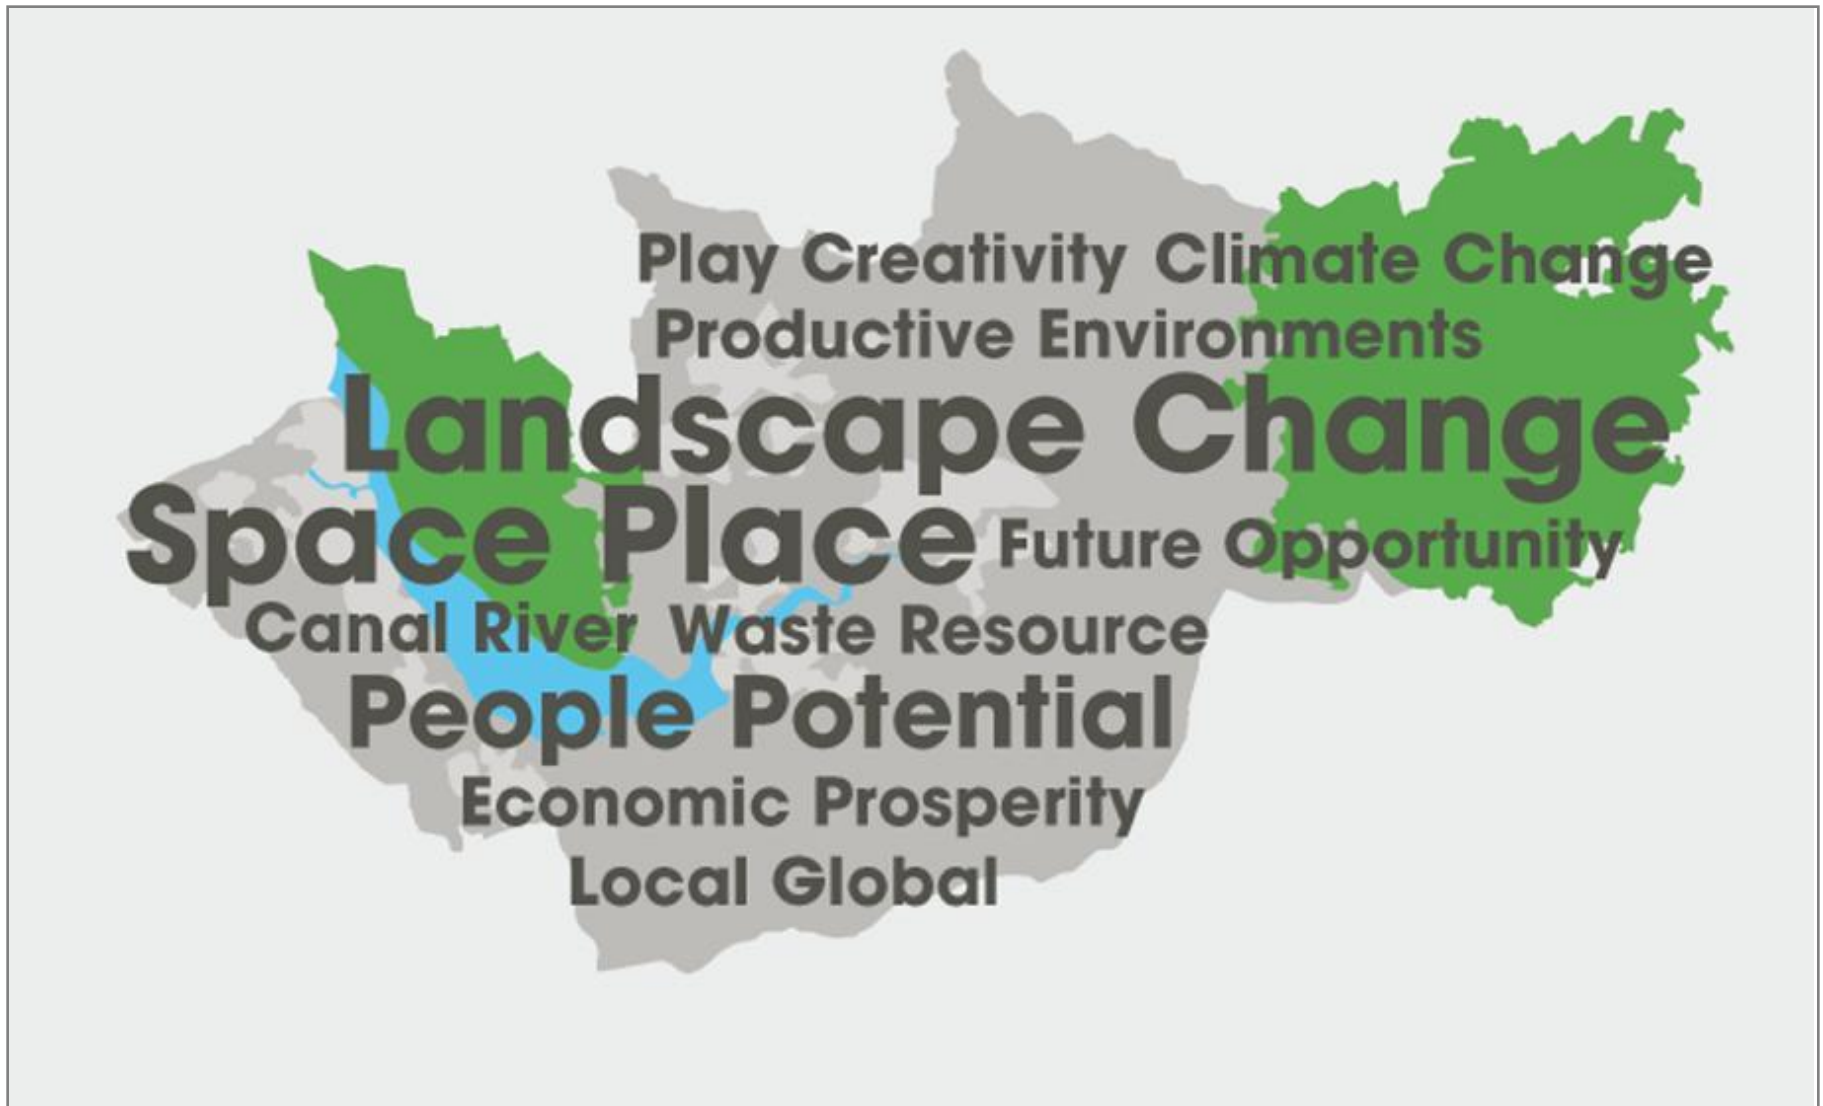 Play Creativity Climate Change
Productive Environments
Landscape Change
Space Place Future Opportunity
Canal River Waste Resource
People Potential
Economic Prosperity
Local Global